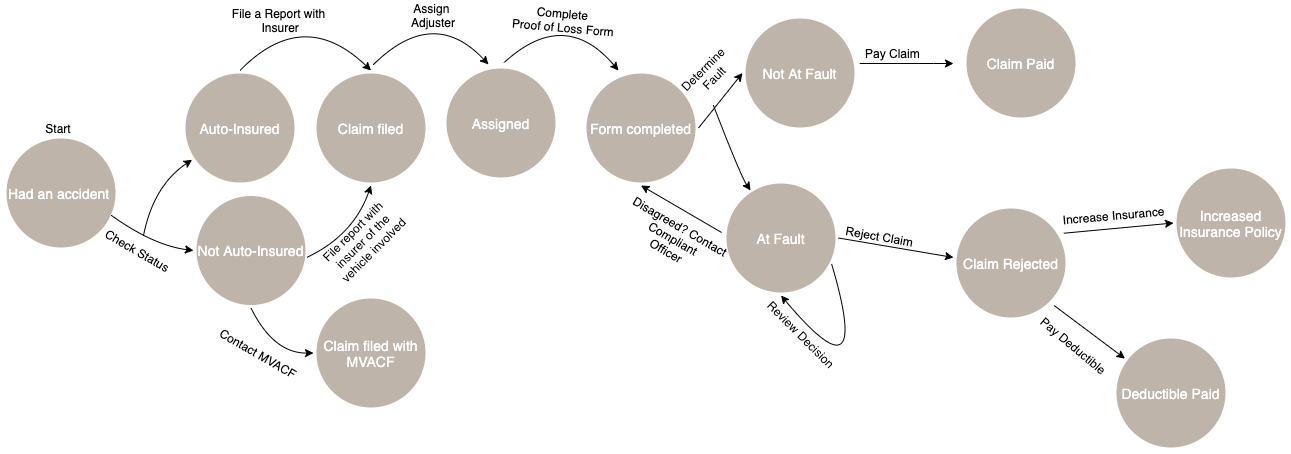 File a Report with
Insurer
Assign
Adjuster
Complete
Proof of Loss Form
Determine
Fault
Not At Fault
Pay Claim
Claim Paid
Start
Had an accident
Auto-Insured
Claim filed
Assigned
Form completed
Check Status
Not Auto-Insured
File report with
insurer of the
vehicle involved
Disagreed? Contact
Compliant
Officer
At Fault
Reject Claim
Claim Rejected
Increase Insurance
Increased
Insurance Policy
Contact MVACF
Claim filed with
MVACF
Review Decision
Pay Deductible
Deductible Paid